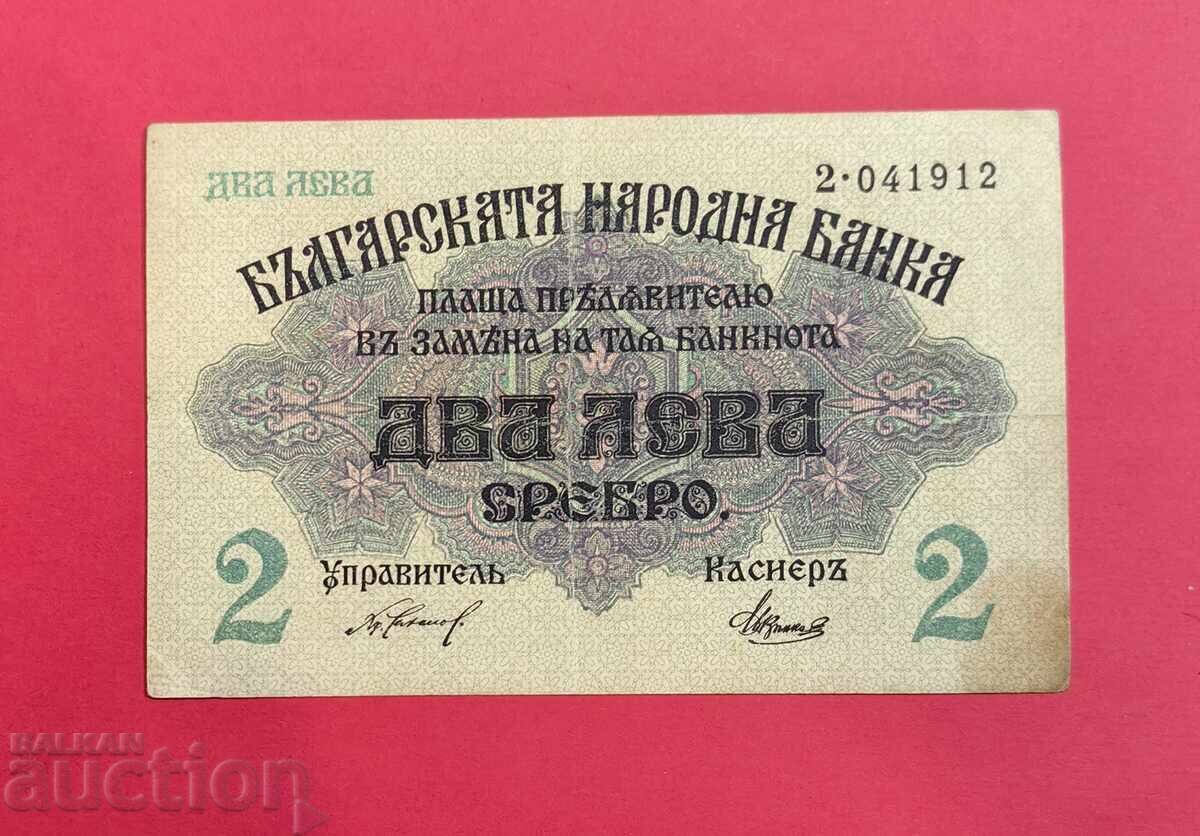 ДВА ЛЕВА
2·041912
БЪЛГАРСКАТА НАРОДНА БАНКА
ПЛАЩА ПРѢДЪЯВИТЕЛЮ
ВЪ ЗАМѢНА НА ТАЯ БАНКНОТА
ДВА ЛЕВА
СРЕБРО.
2
УПРАВИТЕЛЬ
КАСИЕРЪ
2
BALKAN
auction